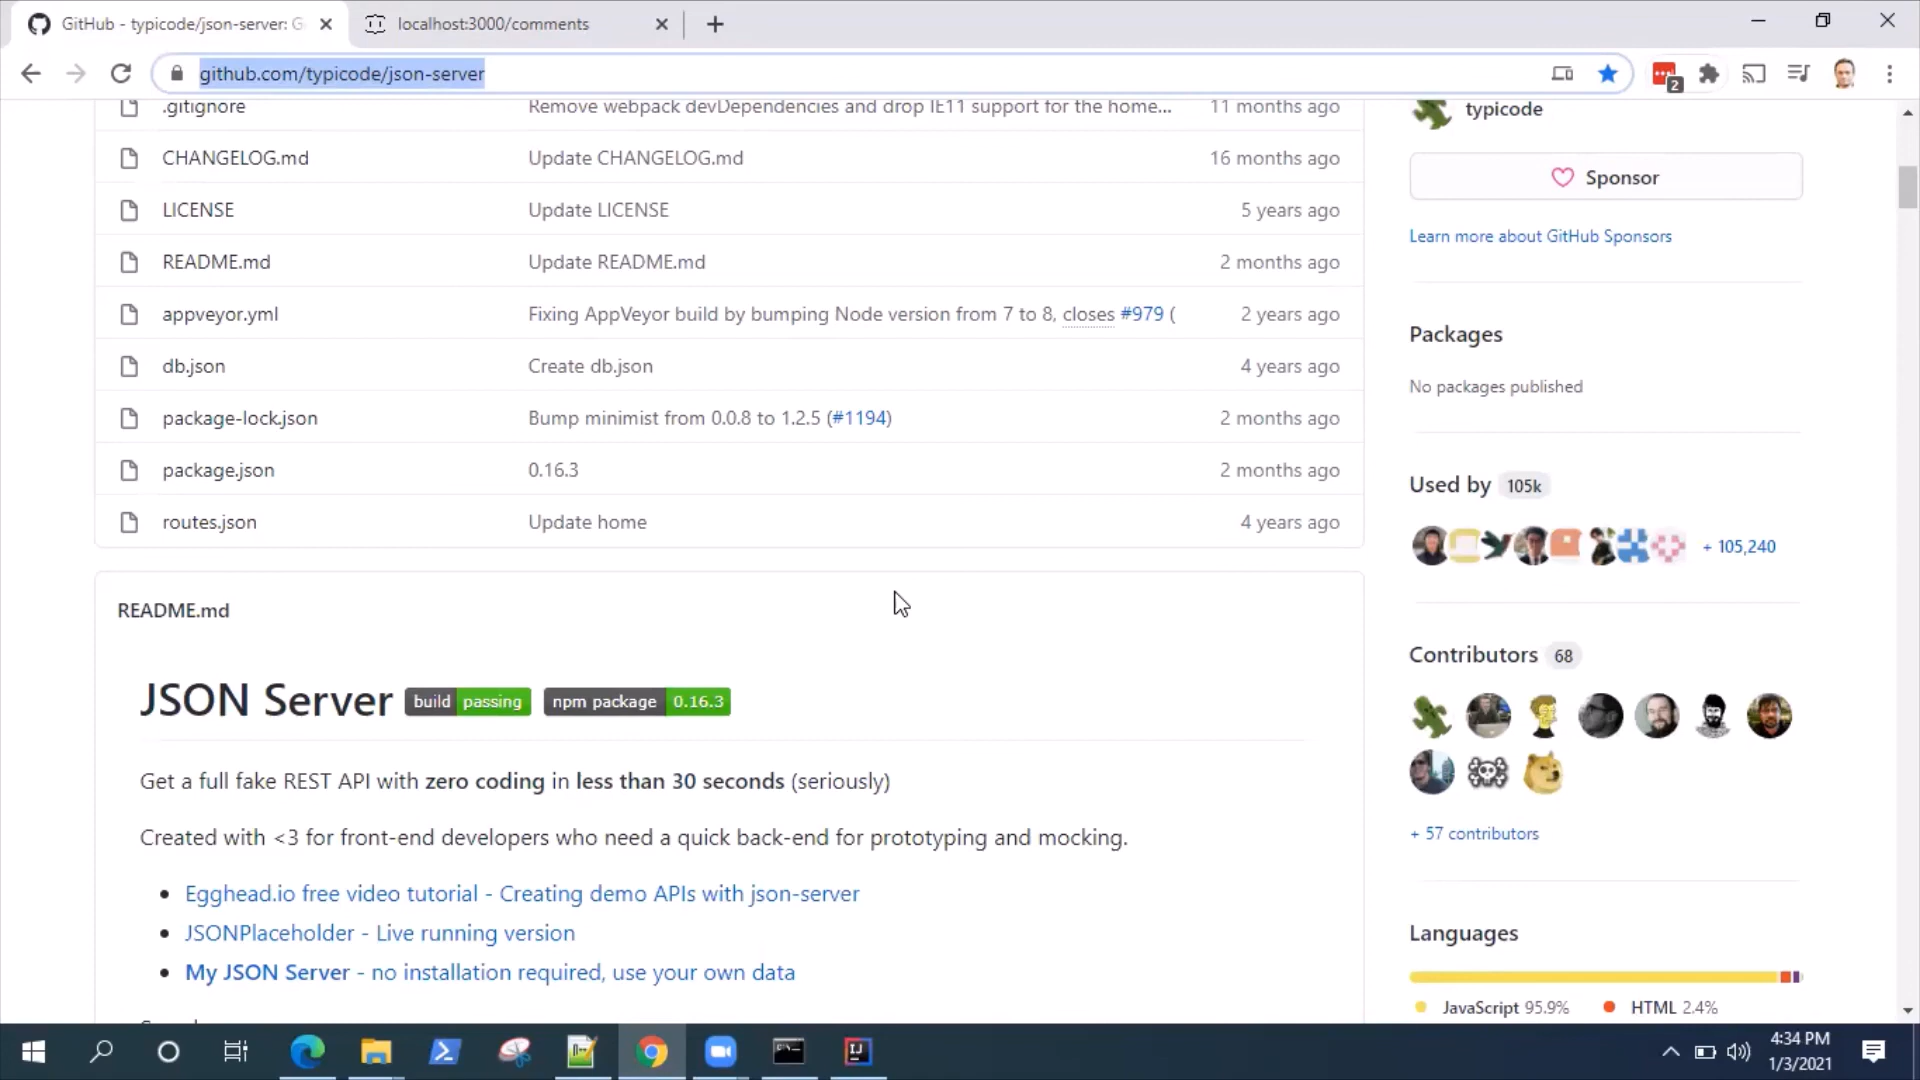 GitHub - typicode/json-server: G
localhost:3000/comments
github.com/typicode/json-server
2
.gitignore Remove webpack devDependencies and drop IE11 support for the home... 11 months ago
CHANGELOG.md Update CHANGELOG.md 16 months ago
LICENSE Update LICENSE 5 years ago
README.md Update README.md 2 months ago
appveyor.yml Fixing AppVeyor build by bumping Node version from 7 to 8, closes #979 ( 2 years ago
db.json Create db.json 4 years ago
package-lock.json Bump minimist from 0.0.8 to 1.2.5 (#1194) 2 months ago
package.json 0.16.3 2 months ago
routes.json Update home 4 years ago
README.md
JSON Server build passing npm package 0.16.3
Get a full fake REST API with zero coding in less than 30 seconds (seriously)
Created with <3 for front-end developers who need a quick back-end for prototyping and mocking.
• Egghead.io free video tutorial - Creating demo APIs with json-server
• JSONPlaceholder - Live running version
• My JSON Server - no installation required, use your own data
typicode
Sponsor
Learn more about GitHub Sponsors
Packages
No packages published
Used by 105k
+ 105,240
Contributors 68
+ 57 contributors
Languages
JavaScript 95.9% HTML 2.4%
4:34 PM
1/3/2021